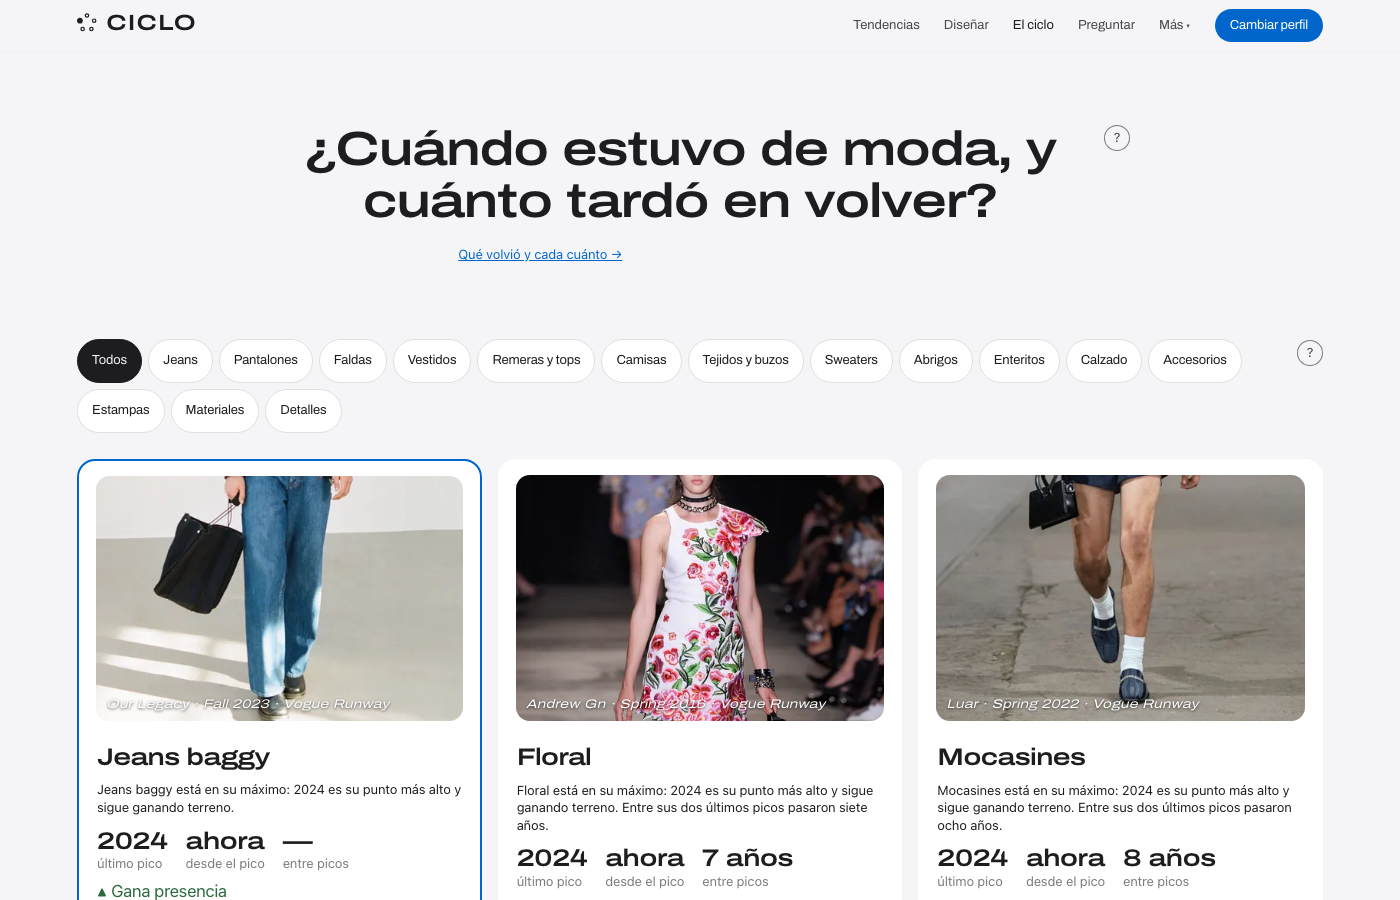 CICLO
Tendencias
Diseñar
El ciclo
Preguntar
Más
Cambiar perfil
¿Cuándo estuvo de moda, y
cuánto tardó en volver?
?
Qué volvió y cada cuánto →
Todos
Jeans
Pantalones
Faldas
Vestidos
Remeras y tops
Camisas
Tejidos y buzos
Sweaters
Abrigos
Enteritos
Calzado
Accesorios
?
Estampas
Materiales
Detalles
Our Legacy · Fall 2023 · Vogue Runway
Jeans baggy
Jeans baggy está en su máximo: 2024 es su punto más alto y
sigue ganando terreno.
2024 ahora —
último pico desde el pico entre picos
▲ Gana presencia
Andrew Gn · Spring 2016 · Vogue Runway
Floral
Floral está en su máximo: 2024 es su punto más alto y sigue
ganando terreno. Entre sus dos últimos picos pasaron siete
años.
2024 ahora 7 años
último pico desde el pico entre picos
Luar · Spring 2022 · Vogue Runway
Mocasines
Mocasines está en su máximo: 2024 es su punto más alto y
sigue ganando terreno. Entre sus dos últimos picos pasaron
ocho años.
2024 ahora 8 años
último pico desde el pico entre picos